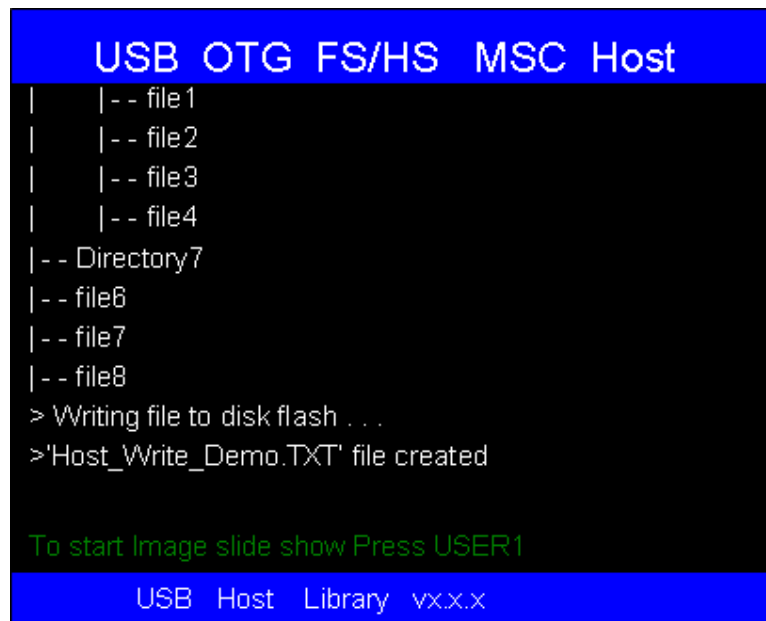 USB OTG FS/HS MSC Host
| |-- file1
| |-- file2
| |-- file3
| |-- file4
|-- Directory7
|-- file6
|-- file7
|-- file8
> Writing file to disk flash . . .
>'Host_Write_Demo.TXT' file created
To start Image slide show Press USER1
USB Host Library vx.x.x